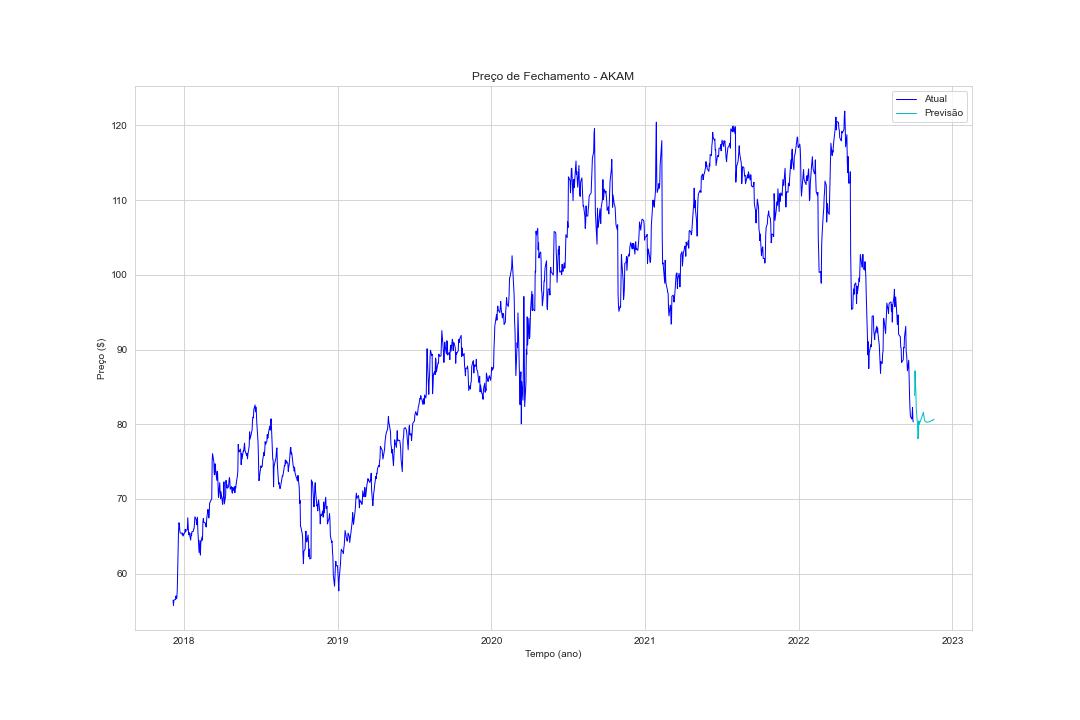 Preço de Fechamento - AKAM
Atual
Previsão
120
110
100
90
80
70
60
Preço ($)
2018 2019 2020 2021 2022 2023
Tempo (ano)